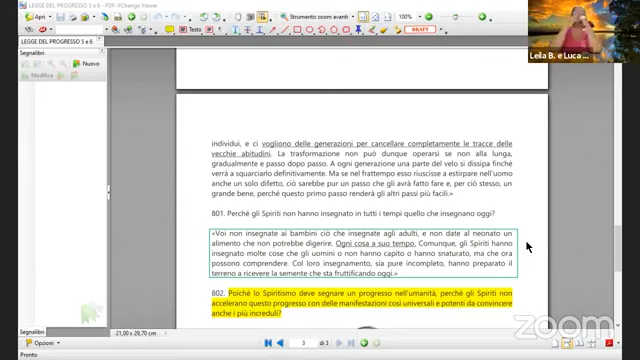 LEGGE DEL PROGRESSO 5 e 6 - PDF-XChange Viewer
Apri
Strumento zoom avanti
100%
Testo
DRAFT
LEGGE DEL PROGRESSO 5 e 6
Segnalibri
Nuovo
Modifica
Leila B. e Luca
individui, e ci vogliono delle generazioni per cancellare completamente le tracce delle
vecchie abitudini. La trasformazione non può dunque operarsi se non alla lunga,
gradualmente e passo dopo passo. A ogni generazione una parte del velo si dissipa finché
verrà a squarciarlo definitivamente. Ma se nel frattempo esso riuscisse a estirpare nell'uomo
anche un solo difetto, ciò sarebbe pur un passo che gli avrà fatto fare e, per ciò stesso, un
grande bene, perché questo primo passo renderà gli altri passi più facili.»
801. Perché gli Spiriti non hanno insegnato in tutti i tempi quello che insegnano oggi?
«Voi non insegnate ai bambini ciò che insegnate agli adulti, e non date al neonato un
alimento che non potrebbe digerire. Ogni cosa a suo tempo. Comunque, gli Spiriti hanno
insegnato molte cose che gli uomini o non hanno capito o hanno snaturato, ma che ora
possono comprendere. Col loro insegnamento, sia pure incompleto, hanno preparato il
terreno a ricevere la semente che sta fruttificando oggi.»
802. Poiché lo Spiritismo deve segnare un progresso nell'umanità, perché gli Spiriti non
accelerano questo progresso con delle manifestazioni così universali e potenti da convincere
anche i più increduli?
Segnalibri
21,00 x 29,70 cm
Opzioni
3
di 3
Pronto
zoom